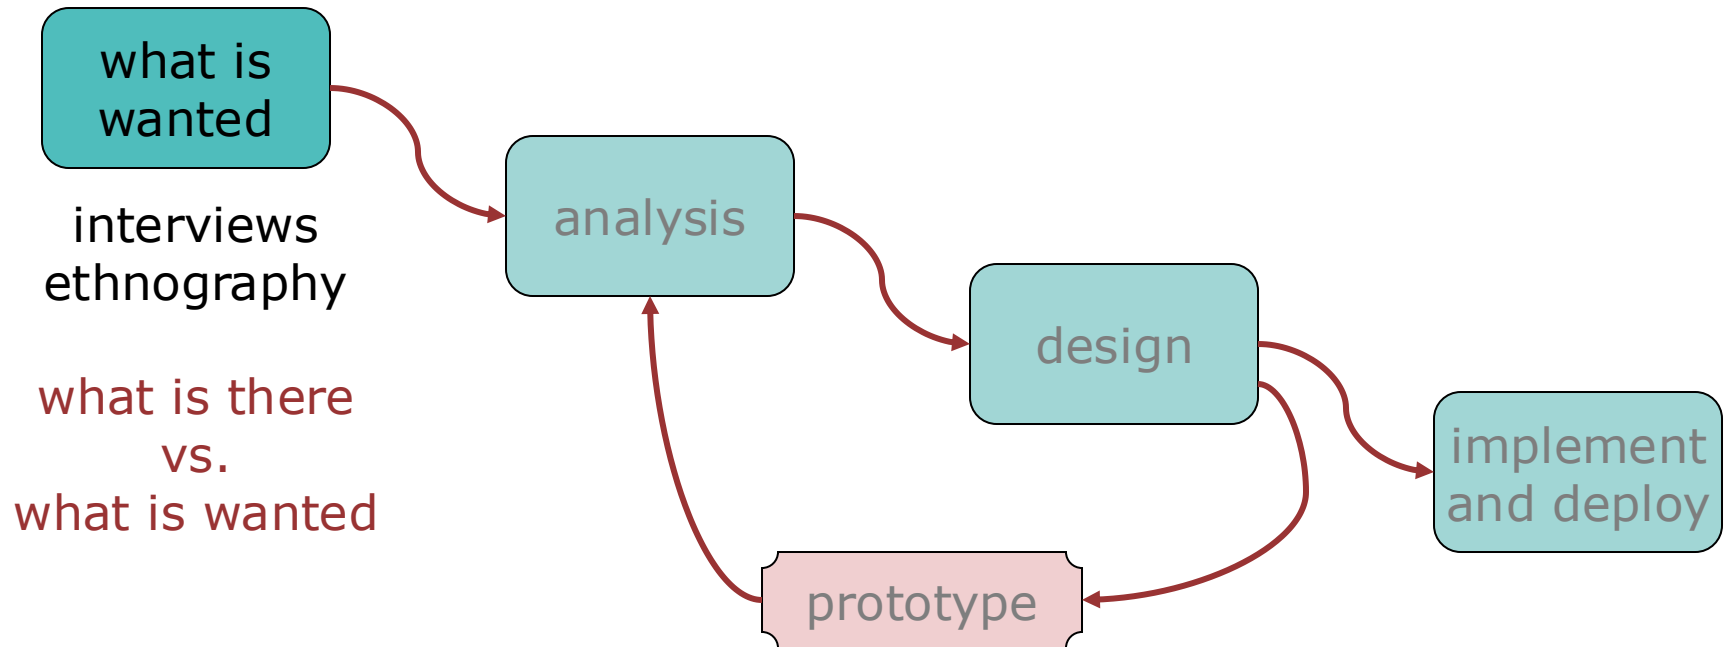 what is
wanted
interviews
ethnography
what is there
vs.
what is wanted
analysis
design
implement
and deploy
prototype